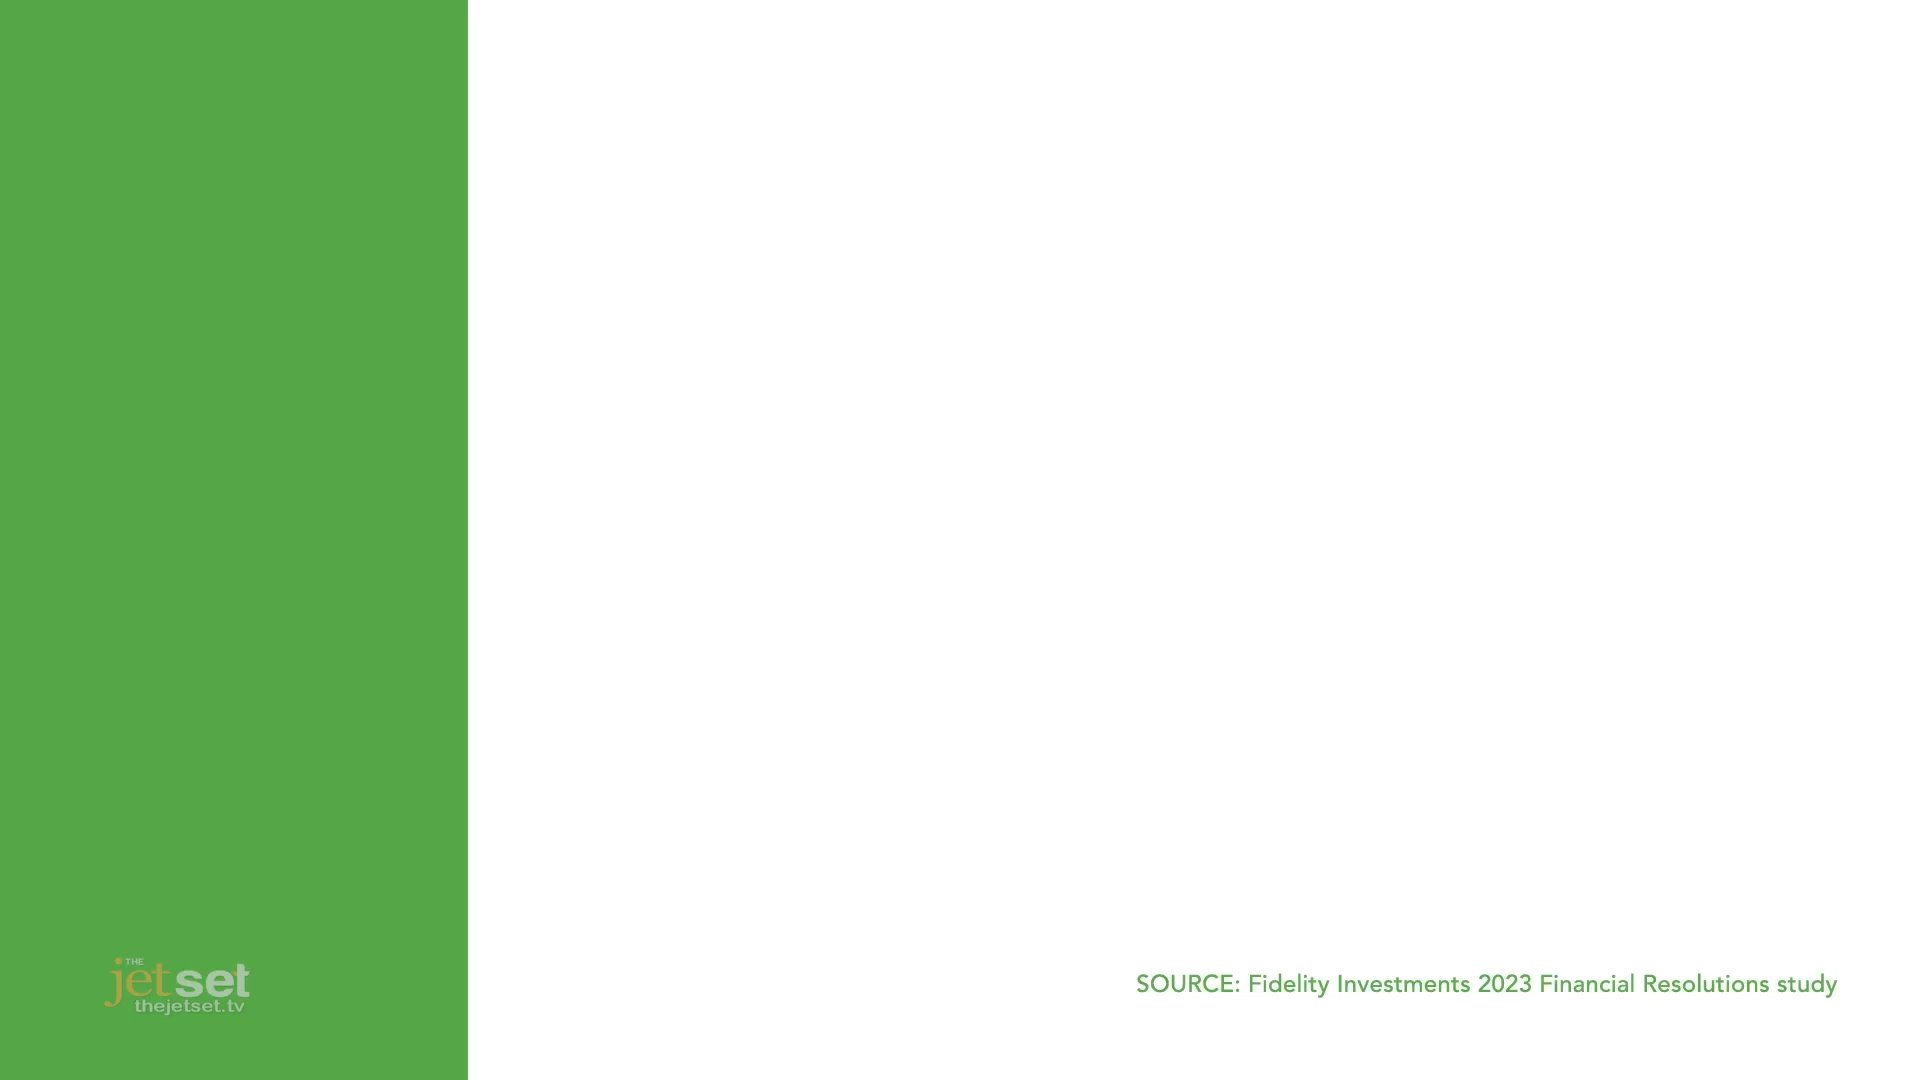 THE
jetset
thejetset.tv
SOURCE: Fidelity Investments 2023 Financial Resolutions study